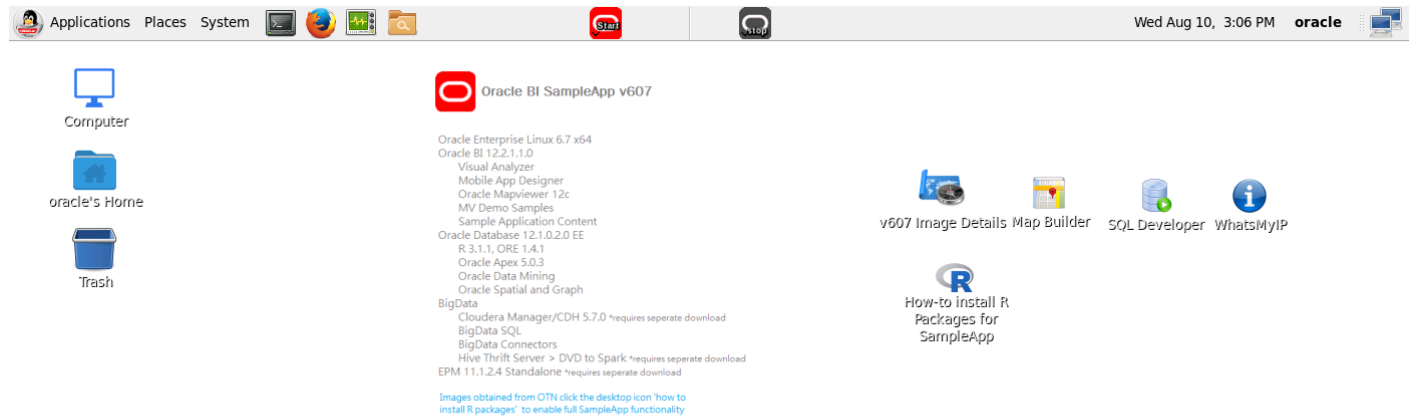 Applications Places System
Start
stop
Wed Aug 10, 3:06 PM oracle
Computer
oracle's Home
Trash
Oracle BI SampleApp v607
Oracle Enterprise Linux 6.7 x64
Oracle BI 12.2.1.1.0
Visual Analyzer
Mobile App Designer
Oracle Mapviewer 12c
MV Demo Samples
Sample Application Content
Oracle Database 12.1.0.2.0 EE
R 3.1.1, ORE 1.4.1
Oracle Apex 5.0.3
Oracle Data Mining
Oracle Spatial and Graph
BigData
Cloudera Manager/CDH 5.7.0 *requires seperate download
BigData SQL
BigData Connectors
Hive Thrift Server > DVD to Spark *requires seperate download
EPM 11.1.2.4 Standalone *requires seperate download
Images obtained from OTN click the desktop icon 'how to
install R packages' to enable full SampleApp functionality
v607 Image Details
Map Builder
SQL Developer
WhatsMyIP
R
How-to install R
Packages for
SampleApp